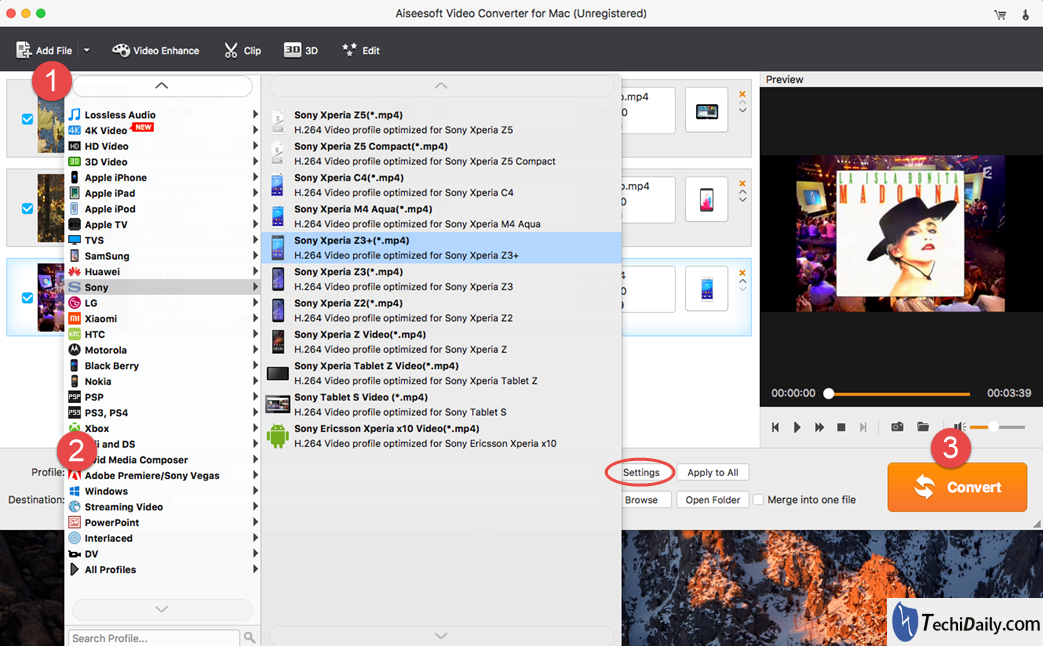 Aiseesoft Video Converter for Mac (Unregistered)
Add File
Video Enhance
Clip
3D 3D
Edit
1
Preview
Lossless Audio
4K 4K Video NEW
HD HD Video
3D 3D Video
Apple iPhone
Apple iPad
Apple iPod
Apple TV
TVS
SamSung
Huawei
Sony
LG
Xiaomi
HTC
Motorola
Black Berry
Nokia
PSP
PS3, PS4
Xbox
and DS
Media Composer
Adobe Premiere/Sony Vegas
Windows
Streaming Video
PowerPoint
Interlaced
DV
All Profiles
Search Profile...
Sony Xperia Z5(*.mp4)
H.264 Video profile optimized for Sony Xperia Z5
Sony Xperia Z5 Compact(*.mp4)
H.264 Video profile optimized for Sony Xperia Z5 Compact
Sony Xperia C4(*.mp4)
H.264 Video profile optimized for Sony Xperia C4
Sony Xperia M4 Aqua(*.mp4)
H.264 Video profile optimized for Sony Xperia M4 Aqua
Sony Xperia Z3+(*.mp4)
H.264 Video profile optimized for Sony Xperia Z3+
Sony Xperia Z3(*.mp4)
H.264 Video profile optimized for Sony Xperia Z3
Sony Xperia Z2(*.mp4)
H.264 Video profile optimized for Sony Xperia Z2
Sony Xperia Z Video(*.mp4)
H.264 Video profile optimized for Sony Xperia Z
Sony Xperia Tablet Z Video(*.mp4)
H.264 Video profile optimized for Sony Xperia Tablet Z
Sony Tablet S Video (*.mp4)
H.264 Video profile optimized for Sony Tablet S
Sony Ericsson Xperia x10 Video(*.mp4)
H.264 Video profile optimized for Sony Ericsson Xperia x10
LA ISLA BONITA
MADONNA
00:00:00
00:03:39
2
3
Profile:
Settings
Apply to All
Convert
Destination:
Browse
Open Folder
Merge into one file
TechiDaily.com